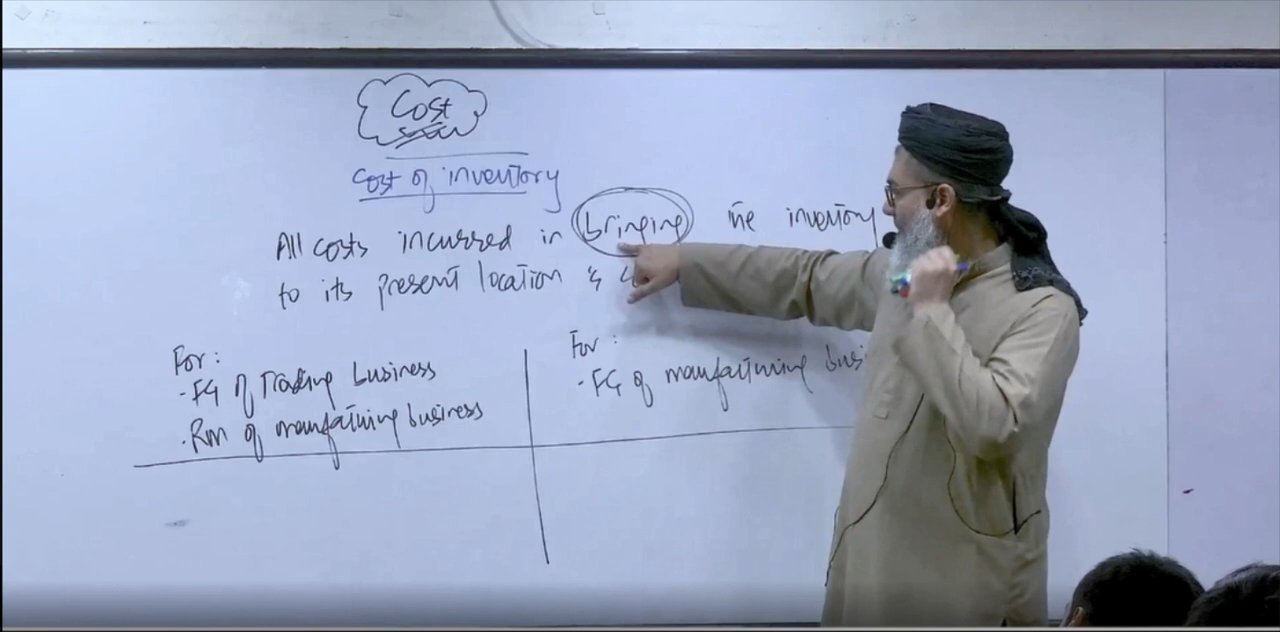 Cost
Cost of inventory
All costs incurred in bringing the inventory
to its present location &
For:
- FG of Trading business
- RM of manufacturing business
For:
- FG of manufacturing busi